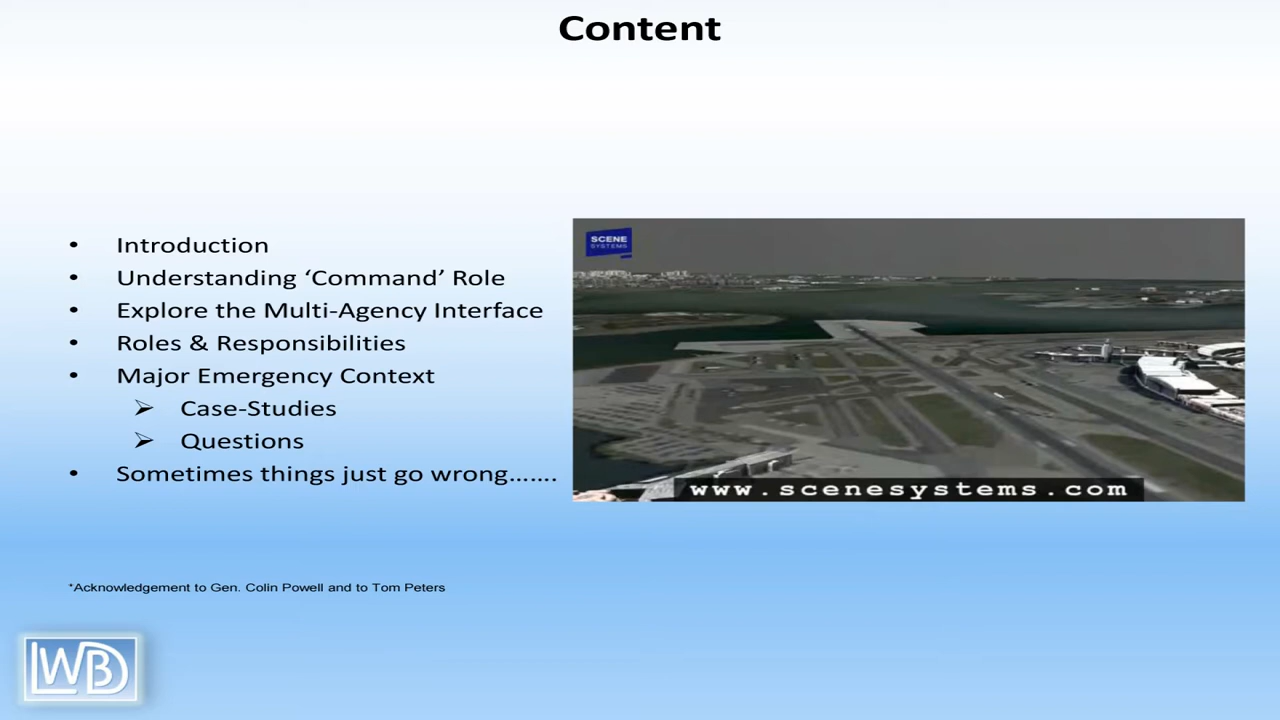 Content
• Introduction
• Understanding ‘Command’ Role
• Explore the Multi-Agency Interface
• Roles & Responsibilities
• Major Emergency Context
➢ Case-Studies
➢ Questions
• Sometimes things just go wrong…….
SCENE
SYSTEMS
www.scenesystems.com
*Acknowledgement to Gen. Colin Powell and to Tom Peters
LWBD